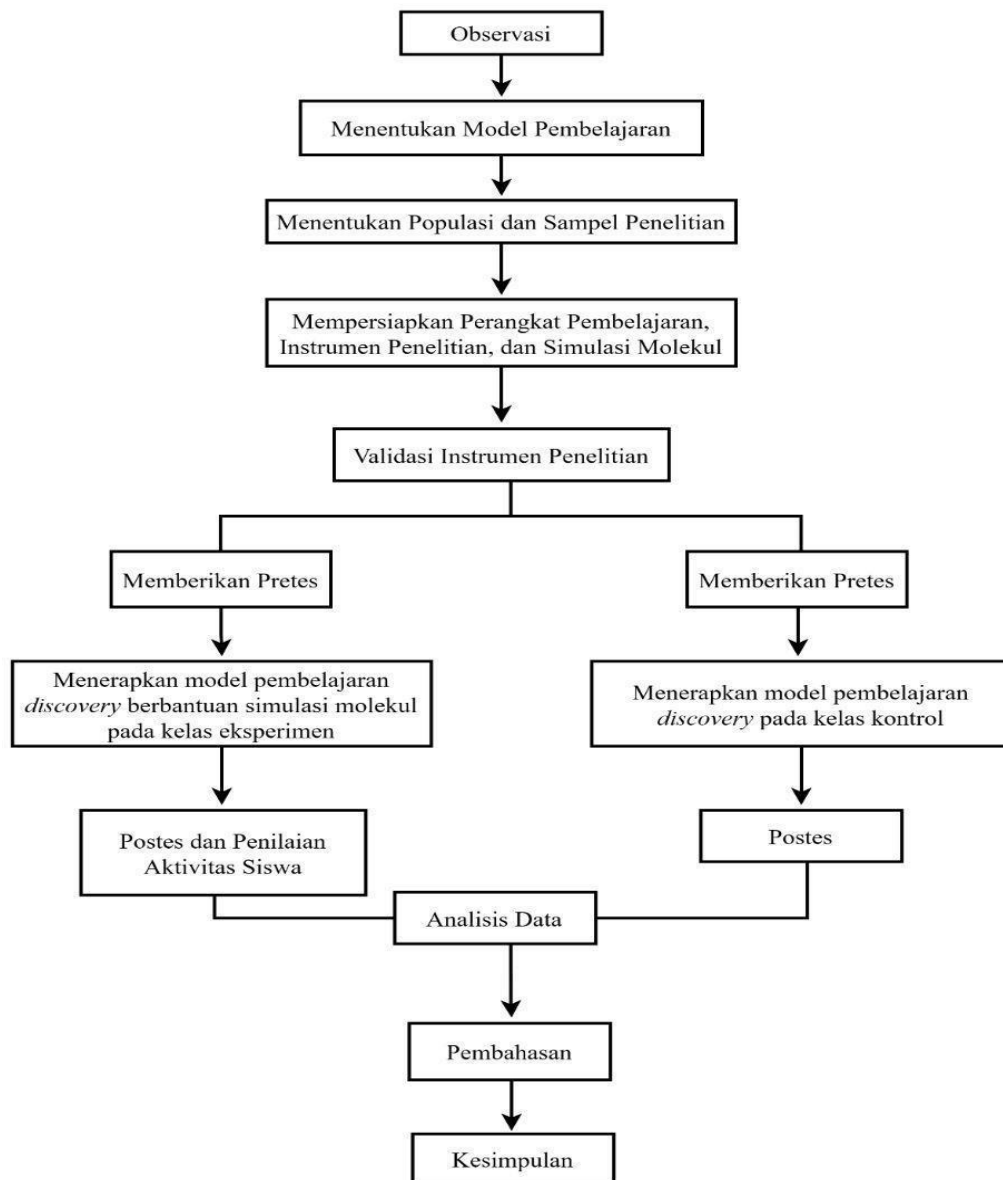 Observasi
Menentukan Model Pembelajaran
Menentukan Populasi dan Sampel Penelitian
Mempersiapkan Perangkat Pembelajaran,
Instrumen Penelitian, dan Simulasi Molekul
Validasi Instrumen Penelitian
Memberikan Pretes
Memberikan Pretes
Menerapkan model pembelajaran
discovery berbantuan simulasi molekul
pada kelas eksperimen
Menerapkan model pembelajaran
discovery pada kelas kontrol
Postes dan Penilaian
Aktivitas Siswa
Postes
Analisis Data
Pembahasan
Kesimpulan